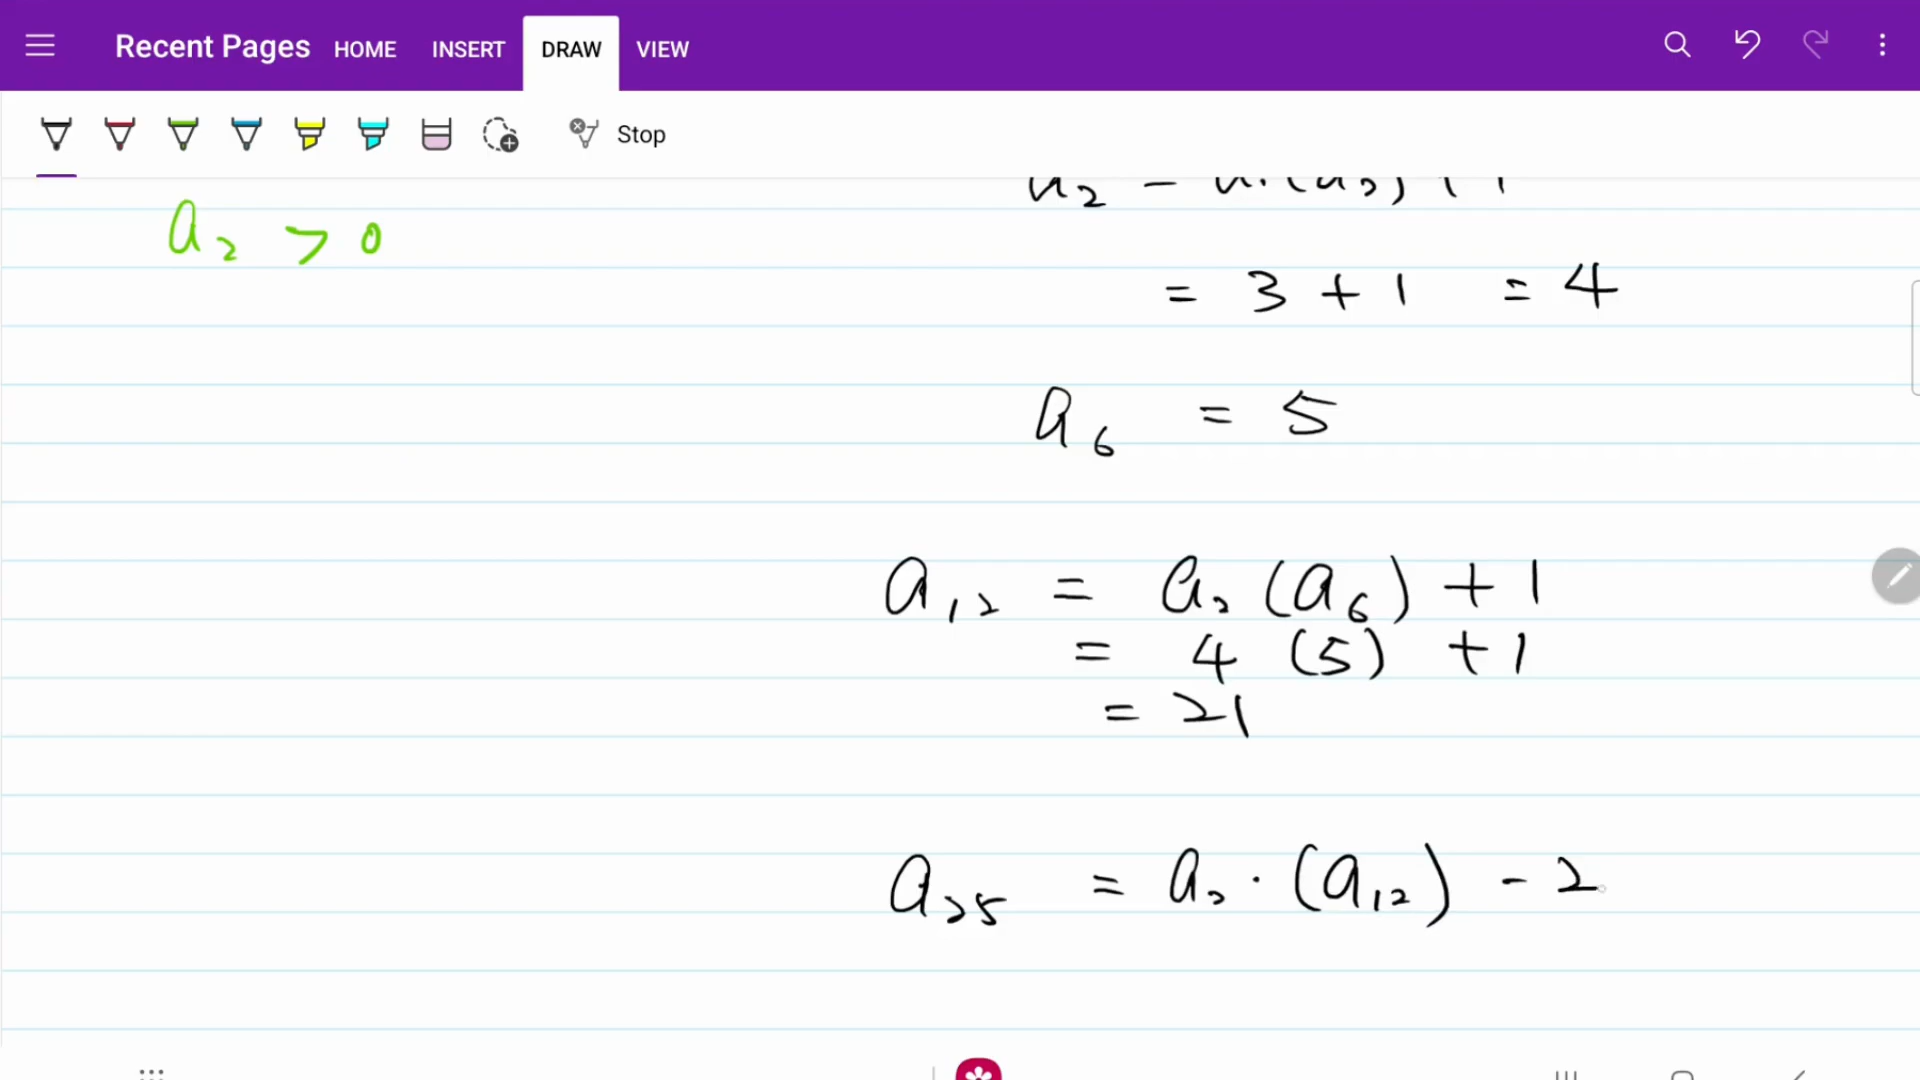 Recent Pages HOME INSERT DRAW VIEW
Stop
a₂ > 0
= 3 + 1 = 4
a₆ = 5
a₁₂ = a₂ (a₆) + 1
= 4 (5) + 1
= 21
a₂₅ = a₂ · (a₁₂) - 2